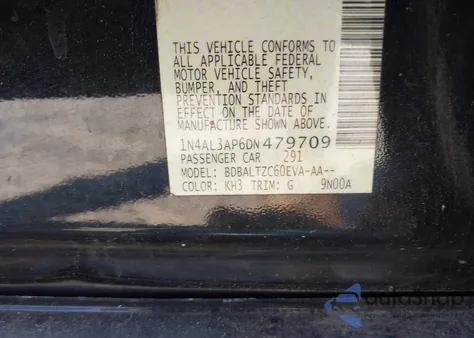 THIS VEHICLE CONFORMS TO
ALL APPLICABLE FEDERAL
MOTOR VEHICLE SAFETY,
BUMPER, AND THEFT
PREVENTION STANDARDS IN
EFFECT ON THE DATE OF
MANUFACTURE SHOWN ABOVE.
1N4AL3AP6DN479709
PASSENGER CAR 291
MODEL: BDBALTZC60EVA-AA--
COLOR: KH3 TRIM: G 9N00A